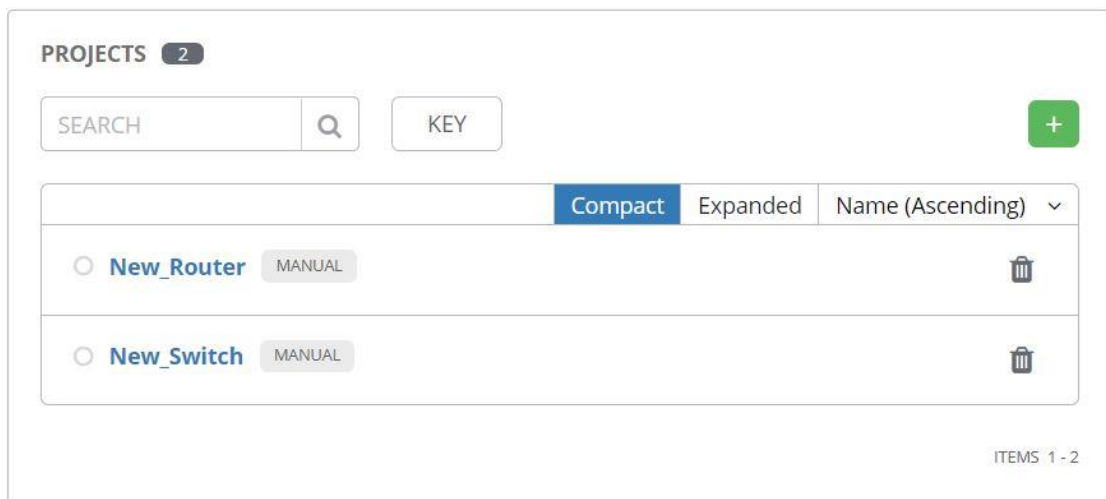 PROJECTS 2
SEARCH KEY +
Compact Expanded Name (Ascending)
New_Router MANUAL
New_Switch MANUAL
ITEMS 1 - 2